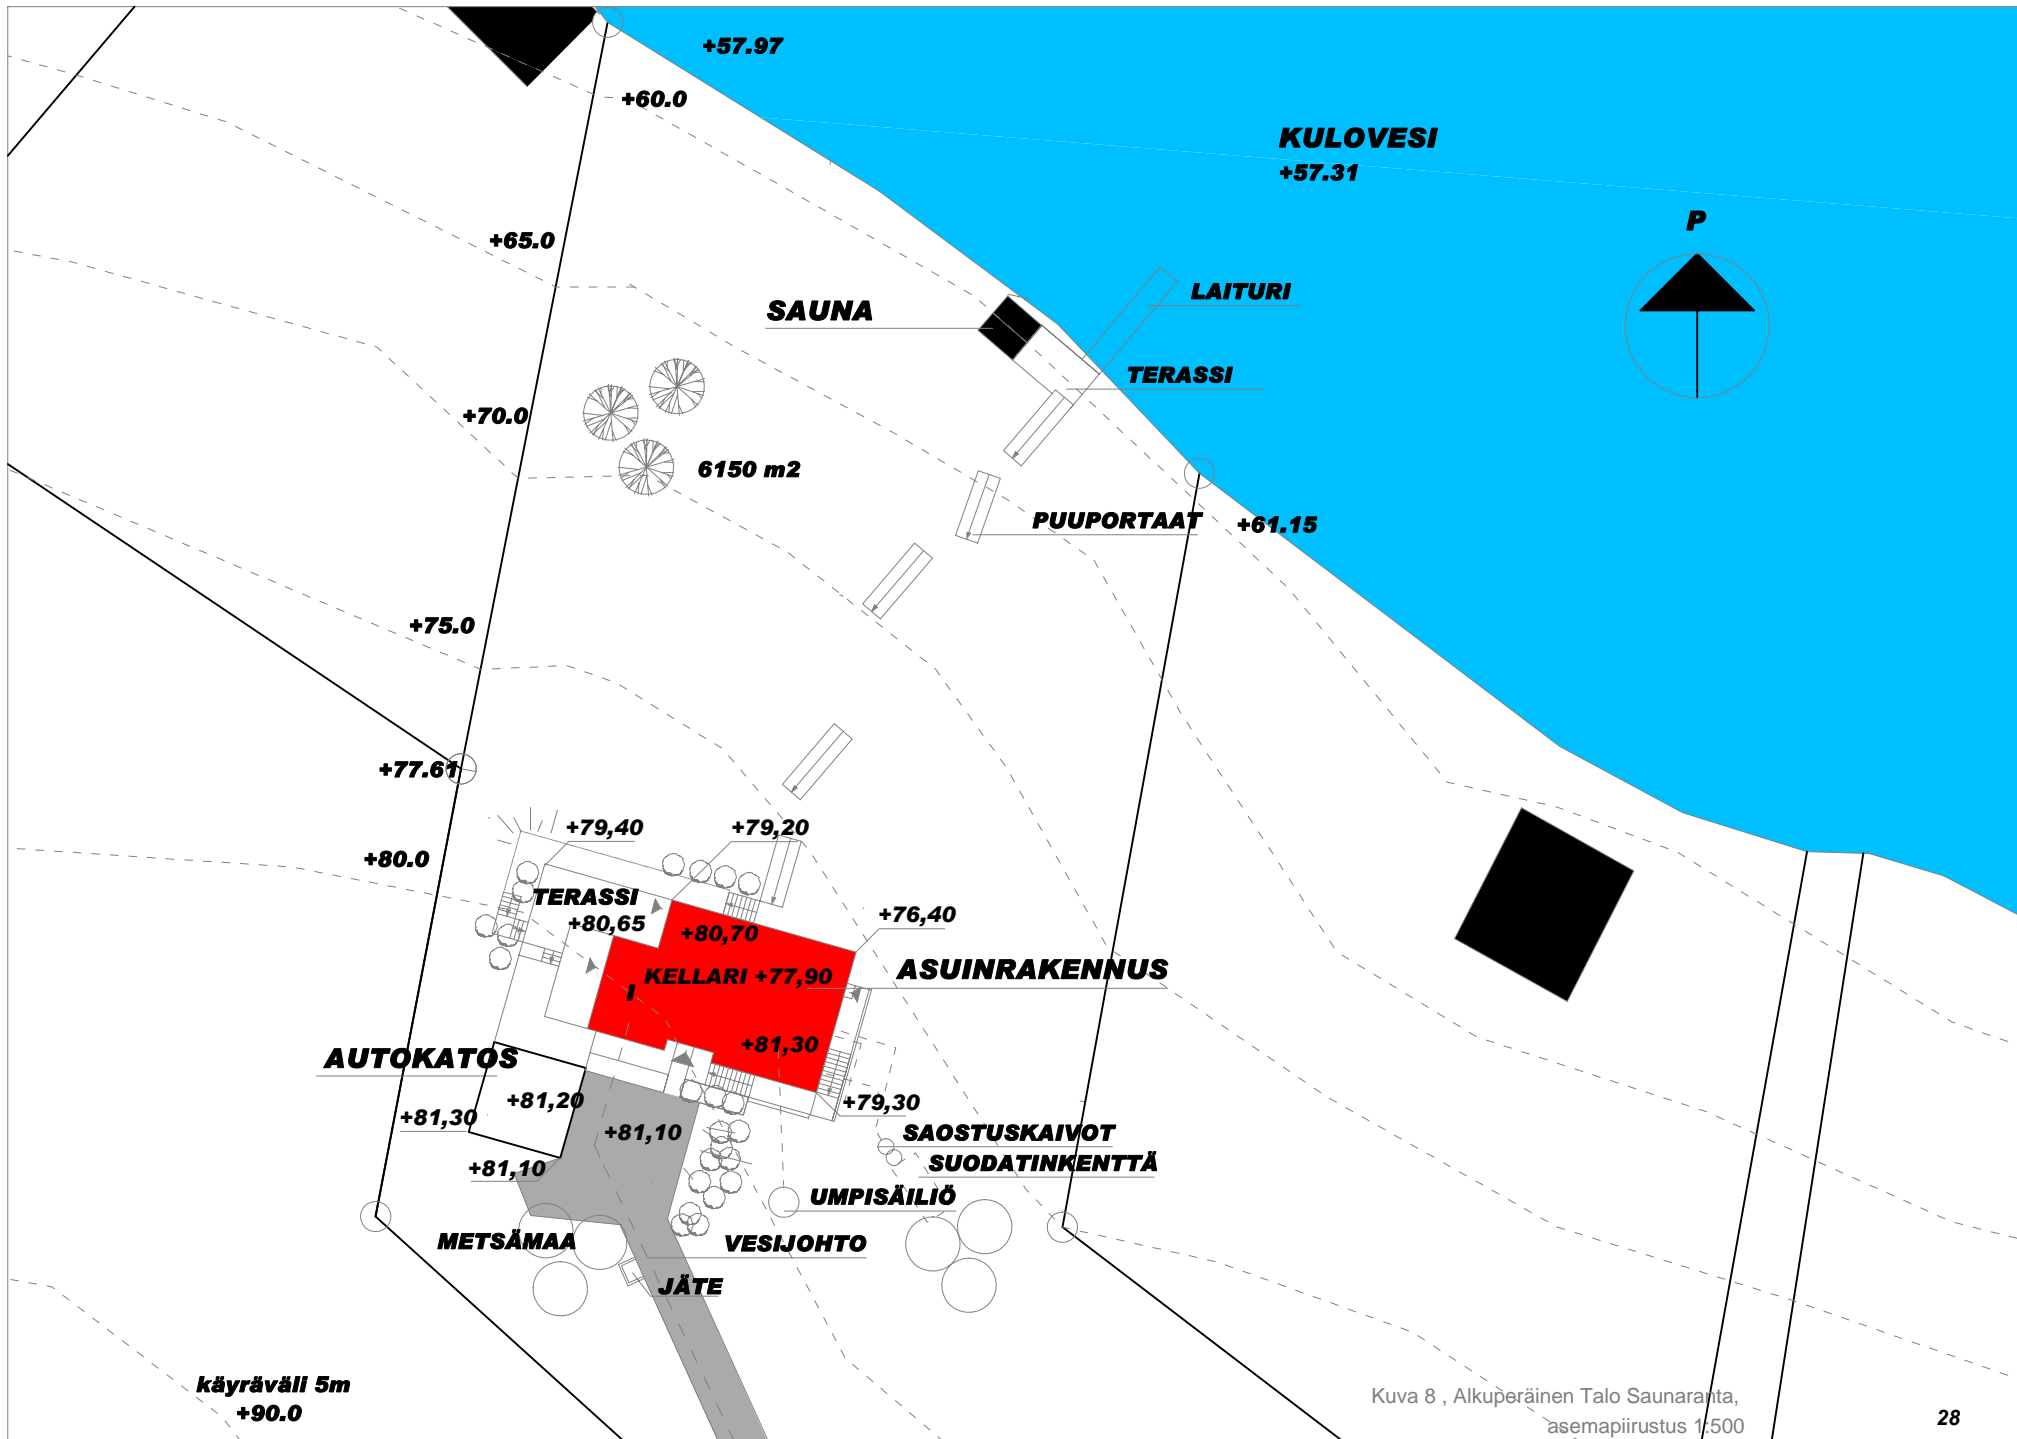 +57.97
+60.0
KULOVESI
+57.31
P
+65.0
LAITURI
SAUNA
TERASSI
+70.0
6150 m2
PUUPORTAAT
+61.15
+75.0
+77.61
+79,40
+79,20
+80.0
TERASSI
+80,65
+76,40
+80,70
ASUINRAKENNUS
KELLARI +77,90
I
+81,30
AUTOKATOS
+81,20
+79,30
+81,30
+81,10
SAOSTUSKAIVOT
SUODATINKENTTÄ
+81,10
UMPISÄILIÖ
METSÄMAA
VESIJOHTO
JÄTE
käyräväli 5m
+90.0
Kuva 8 , Alkuperäinen Talo Saunaranta,
asemapiirustus 1:500
28